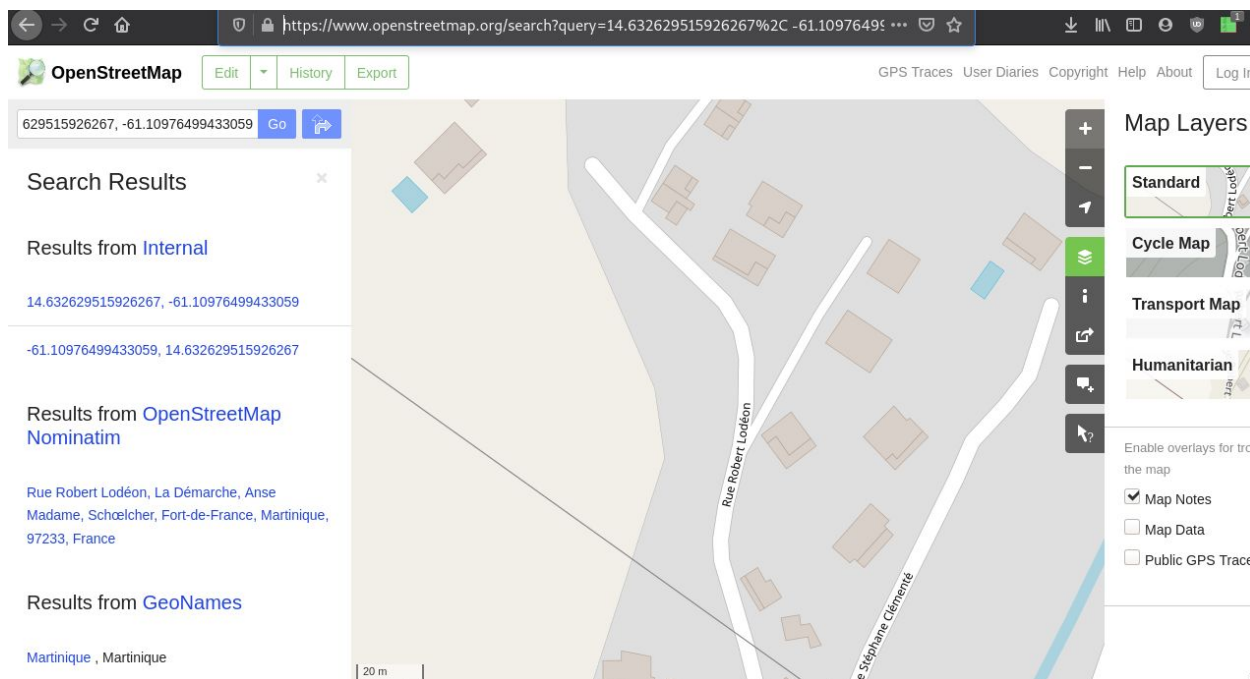 1
https://www.openstreetmap.org/search?query=14.632629515926267%2C -61.1097649
OpenStreetMap
Edit
History
Export
GPS Traces
User Diaries
Copyright
Help
About
Log In
629515926267, -61.10976499433059
Go
Search Results
×
Results from Internal
14.632629515926267, -61.10976499433059
-61.10976499433059, 14.632629515926267
Results from OpenStreetMap
Nominatim
Rue Robert Lodéon, La Démarche, Anse
Madame, Schœlcher, Fort-de-France, Martinique,
97233, France
Results from GeoNames
Martinique , Martinique
Rue Robert Lodéon
Stéphane Clémenté
20 m
Map Layers
Standard
Cycle Map
Transport Map
Humanitarian
Enable overlays for
the map
Map Notes
Map Data
Public GPS